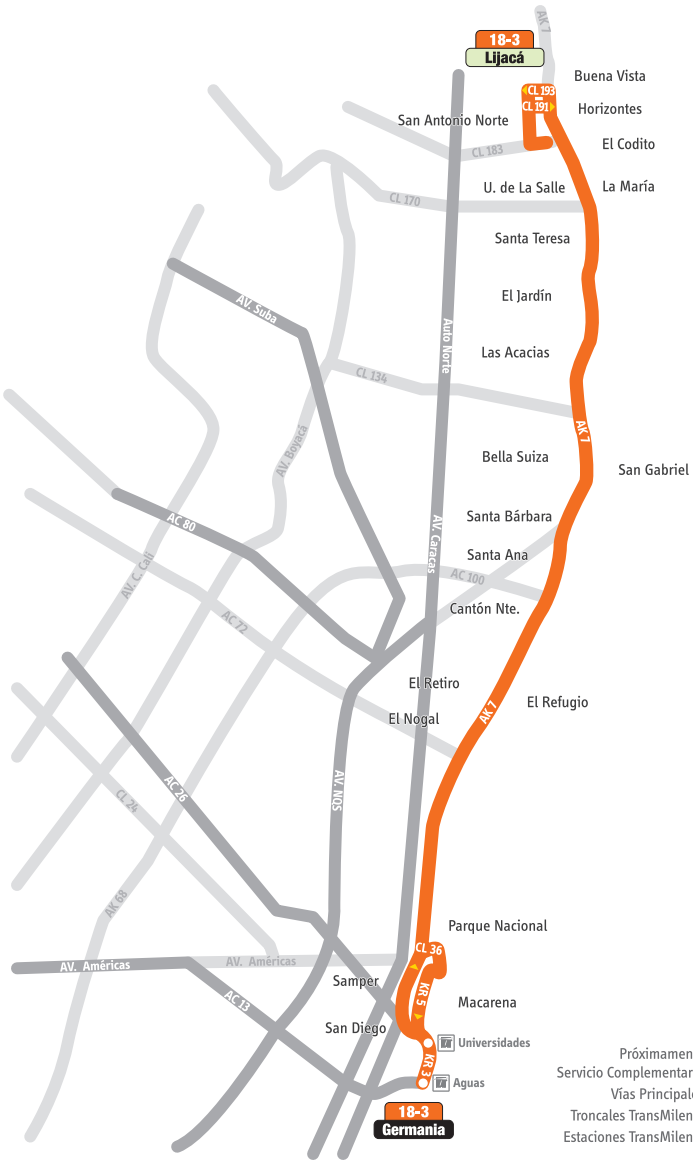 AK 7
18-3
Lijacá
Buena Vista
CL 193
CL 191
Horizontes
San Antonio Norte
El Codito
CL 183
U. de La Salle
La María
CL 170
Santa Teresa
El Jardín
AV. Suba
Auto Norte
Las Acacias
CL 134
AK 7
AV. Boyacá
Bella Suiza
San Gabriel
Santa Bárbara
AC 80
AV. Caracas
Santa Ana
AV. C. Cali
AC 100
Cantón Nte.
AC 72
El Retiro
El Refugio
El Nogal
AK 7
AC 26
AV. NQS
CL 24
AK 68
Parque Nacional
CL 36
AV. Américas
AV. Américas
Samper
KR 5
Macarena
AC 13
San Diego
Universidades
KR 3
Próximamen
Servicio Complementar
Aguas
Vías Principale
18-3
Troncales TransMilen
Germania
Estaciones TransMilen